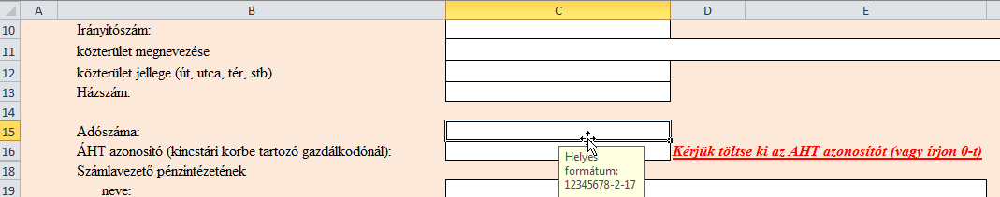 A B C D E
10 Irányítószám:
11 közterület megnevezése
12 közterület jellege (út, utca, tér, stb)
13 Házszám:
14
15 Adószáma:
16 ÁHT azonosító (kincstári körbe tartozó gazdálkodónál): Kérjük töltse ki az AHT azonosítót (vagy írjon 0-t)
Helyes
formátum:
12345678-2-17
18 Számlavezető pénzintézetének
19 neve: